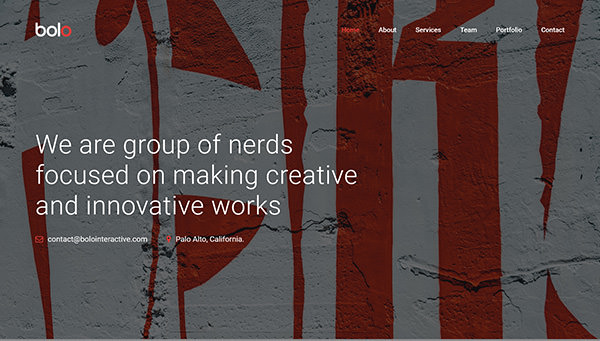 bolo
Home About Services Team Portfolio Contact
We are group of nerds
focused on making creative
and innovative works
contact@bolointeractive.com Palo Alto, California.